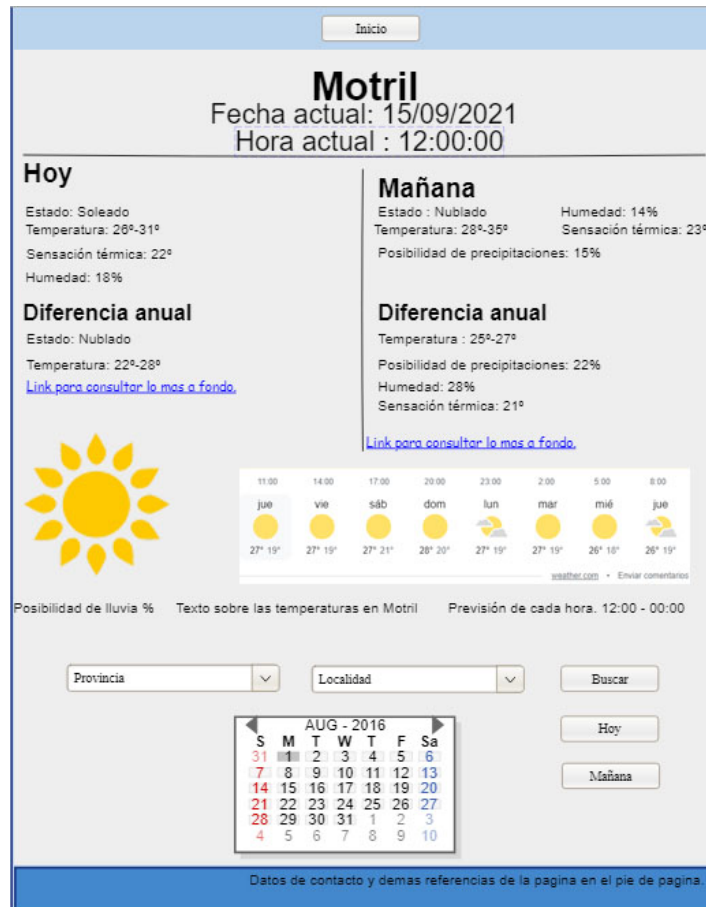 Inicio
Motril
Fecha actual: 15/09/2021
Hora actual : 12:00:00
Hoy
Estado: Soleado
Temperatura: 26º-31º
Sensación térmica: 22º
Humedad: 18%
Diferencia anual
Estado: Nublado
Temperatura: 22º-28º
Link para consultar lo mas a fondo.
Mañana
Estado : Nublado Humedad: 14%
Temperatura: 28º-35º Sensación térmica: 23º
Posibilidad de precipitaciones: 15%
Diferencia anual
Temperatura : 25º-27º
Posibilidad de precipitaciones: 22%
Humedad: 28%
Sensación térmica: 21º
Link para consultar lo mas a fondo.
11:00 14:00 17:00 20:00 23:00 2:00 5:00 8:00
jue vie sáb dom lun mar mié jue
27° 19° 27° 19° 27° 21° 28° 20° 27° 19° 27° 19° 26° 18° 26° 19°
weather.com • Enviar comentarios
Posibilidad de lluvia % Texto sobre las temperaturas en Motril Previsión de cada hora. 12:00 - 00:00
Provincia Localidad Buscar
Hoy
Mañana
AUG - 2016
S M T W T F Sa
31 1 2 3 4 5 6
7 8 9 10 11 12 13
14 15 16 17 18 19 20
21 22 23 24 25 26 27
28 29 30 31 1 2 3
4 5 6 7 8 9 10
Datos de contacto y demas referencias de la pagina en el pie de pagina.